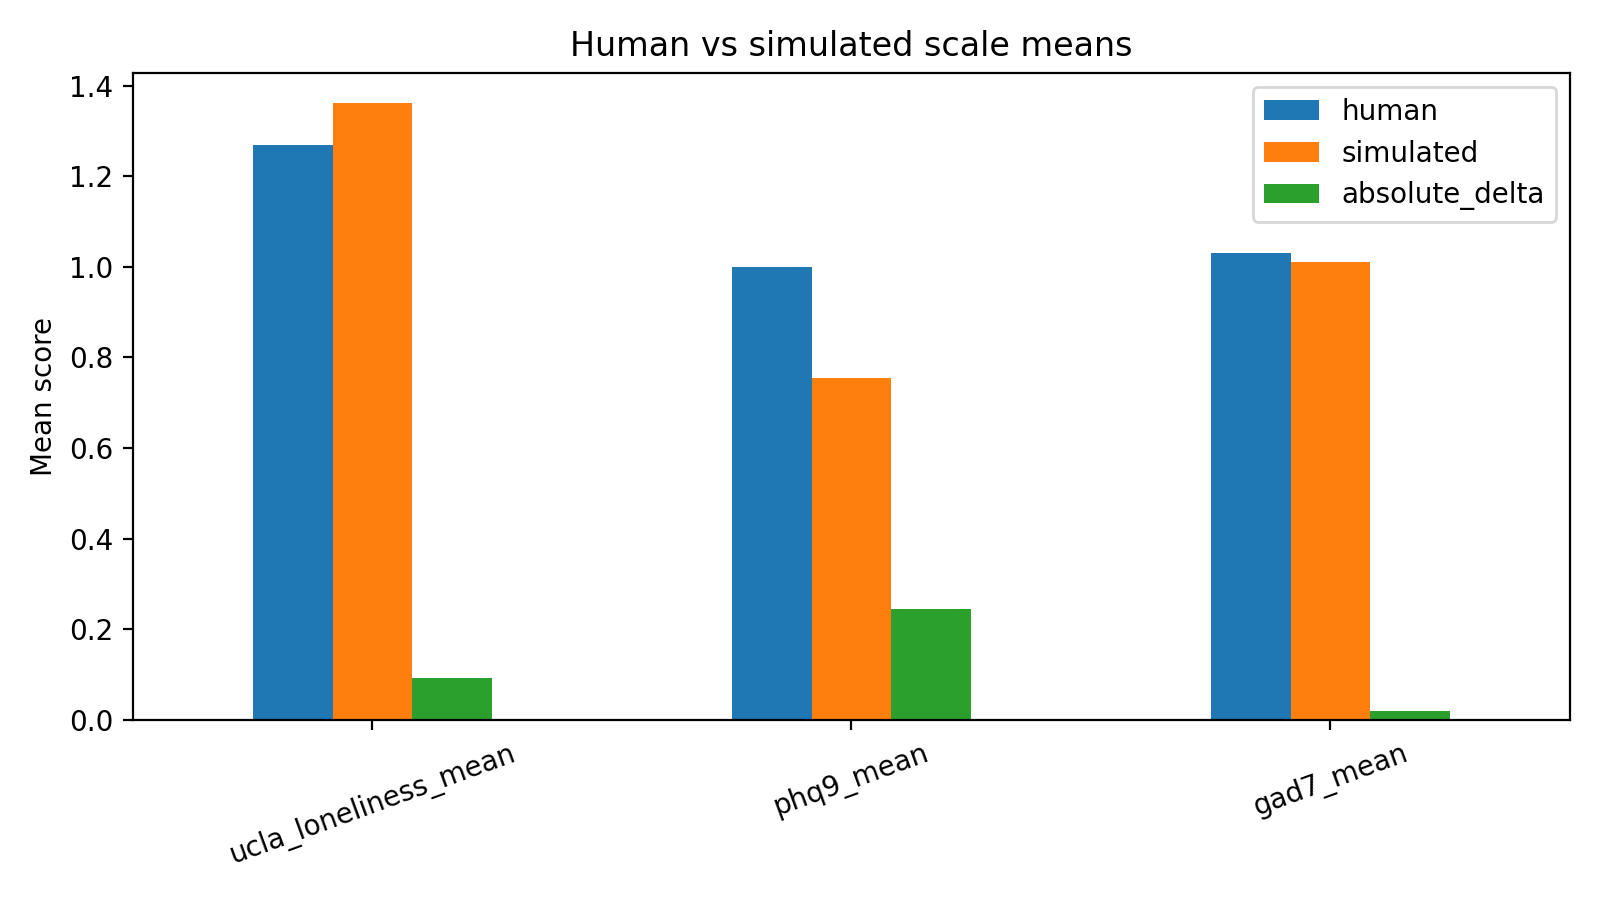 Human vs simulated scale means
Mean score
1.4
1.2
1.0
0.8
0.6
0.4
0.2
0.0
human
simulated
absolute_delta
ucla_loneliness_mean
phq9_mean
gad7_mean